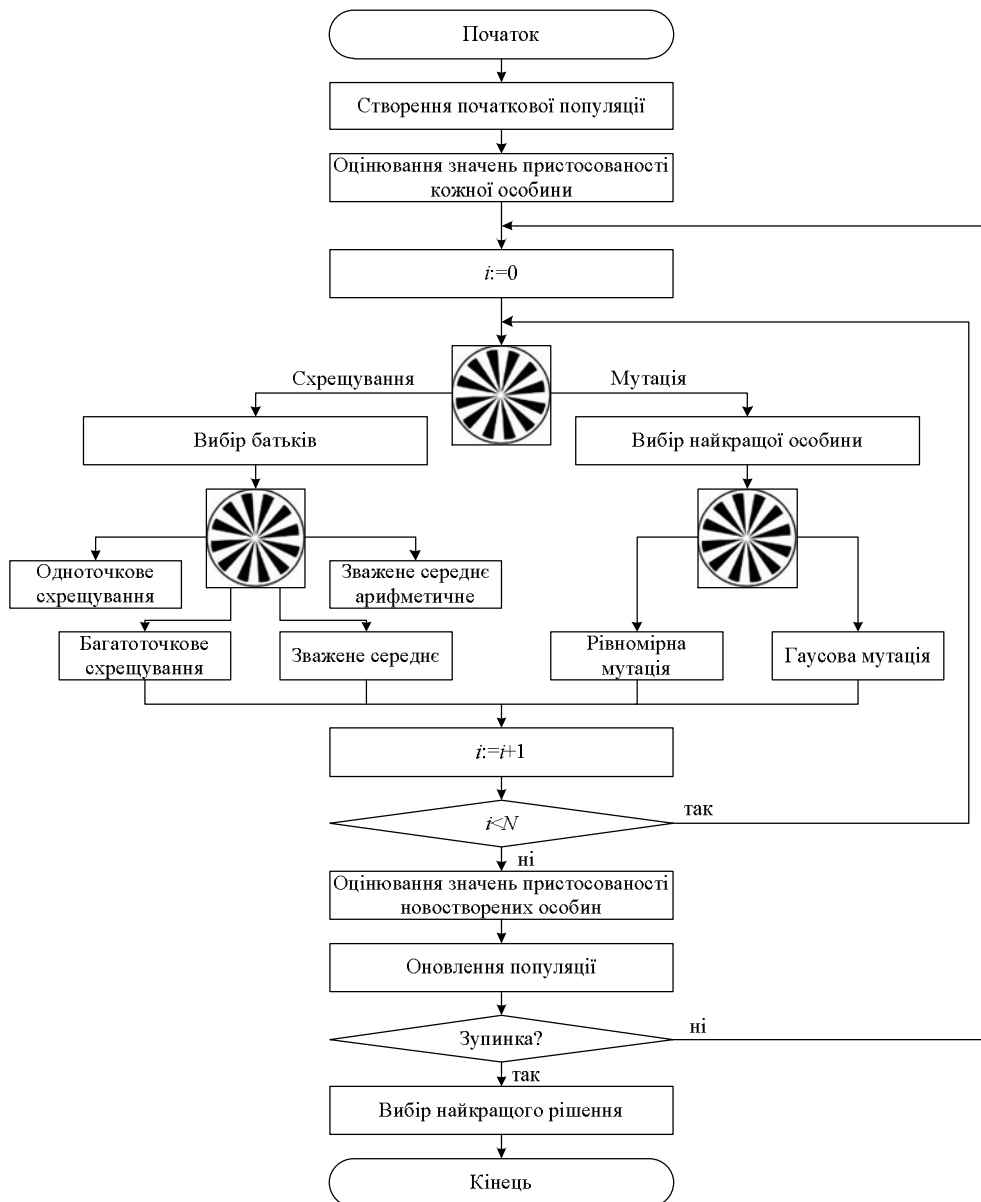 Початок
Створення початкової популяції
Оцінювання значень пристосованості
кожної особини
i:=0
Схрещування
Мутація
Вибір батьків
Вибір найкращої особини
Одноточкове
схрещування
Зважене середнє
арифметичне
Багатоточкове
схрещування
Зважене середнє
Рівномірна
мутація
Гаусова мутація
i:=i+1
i<N
так
ні
Оцінювання значень пристосованості
новостворених особин
Оновлення популяції
Зупинка?
ні
так
Вибір найкращого рішення
Кінець